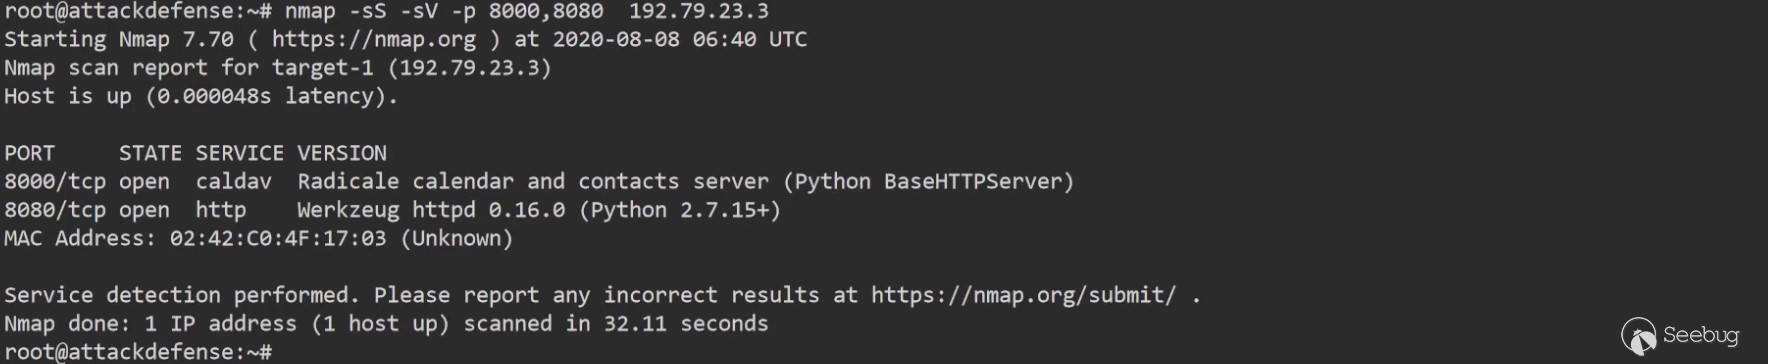 root@attackdefense:~# nmap -sS -sV -p 8000,8080  192.79.23.3
Starting Nmap 7.70 ( https://nmap.org ) at 2020-08-08 06:40 UTC
Nmap scan report for target-1 (192.79.23.3)
Host is up (0.000048s latency).

PORT     STATE SERVICE VERSION
8000/tcp open  caldav  Radicale calendar and contacts server (Python BaseHTTPServer)
8080/tcp open  http    Werkzeug httpd 0.16.0 (Python 2.7.15+)
MAC Address: 02:42:C0:4F:17:03 (Unknown)

Service detection performed. Please report any incorrect results at https://nmap.org/submit/ .
Nmap done: 1 IP address (1 host up) scanned in 32.11 seconds
root@attackdefense:~#
Seebug